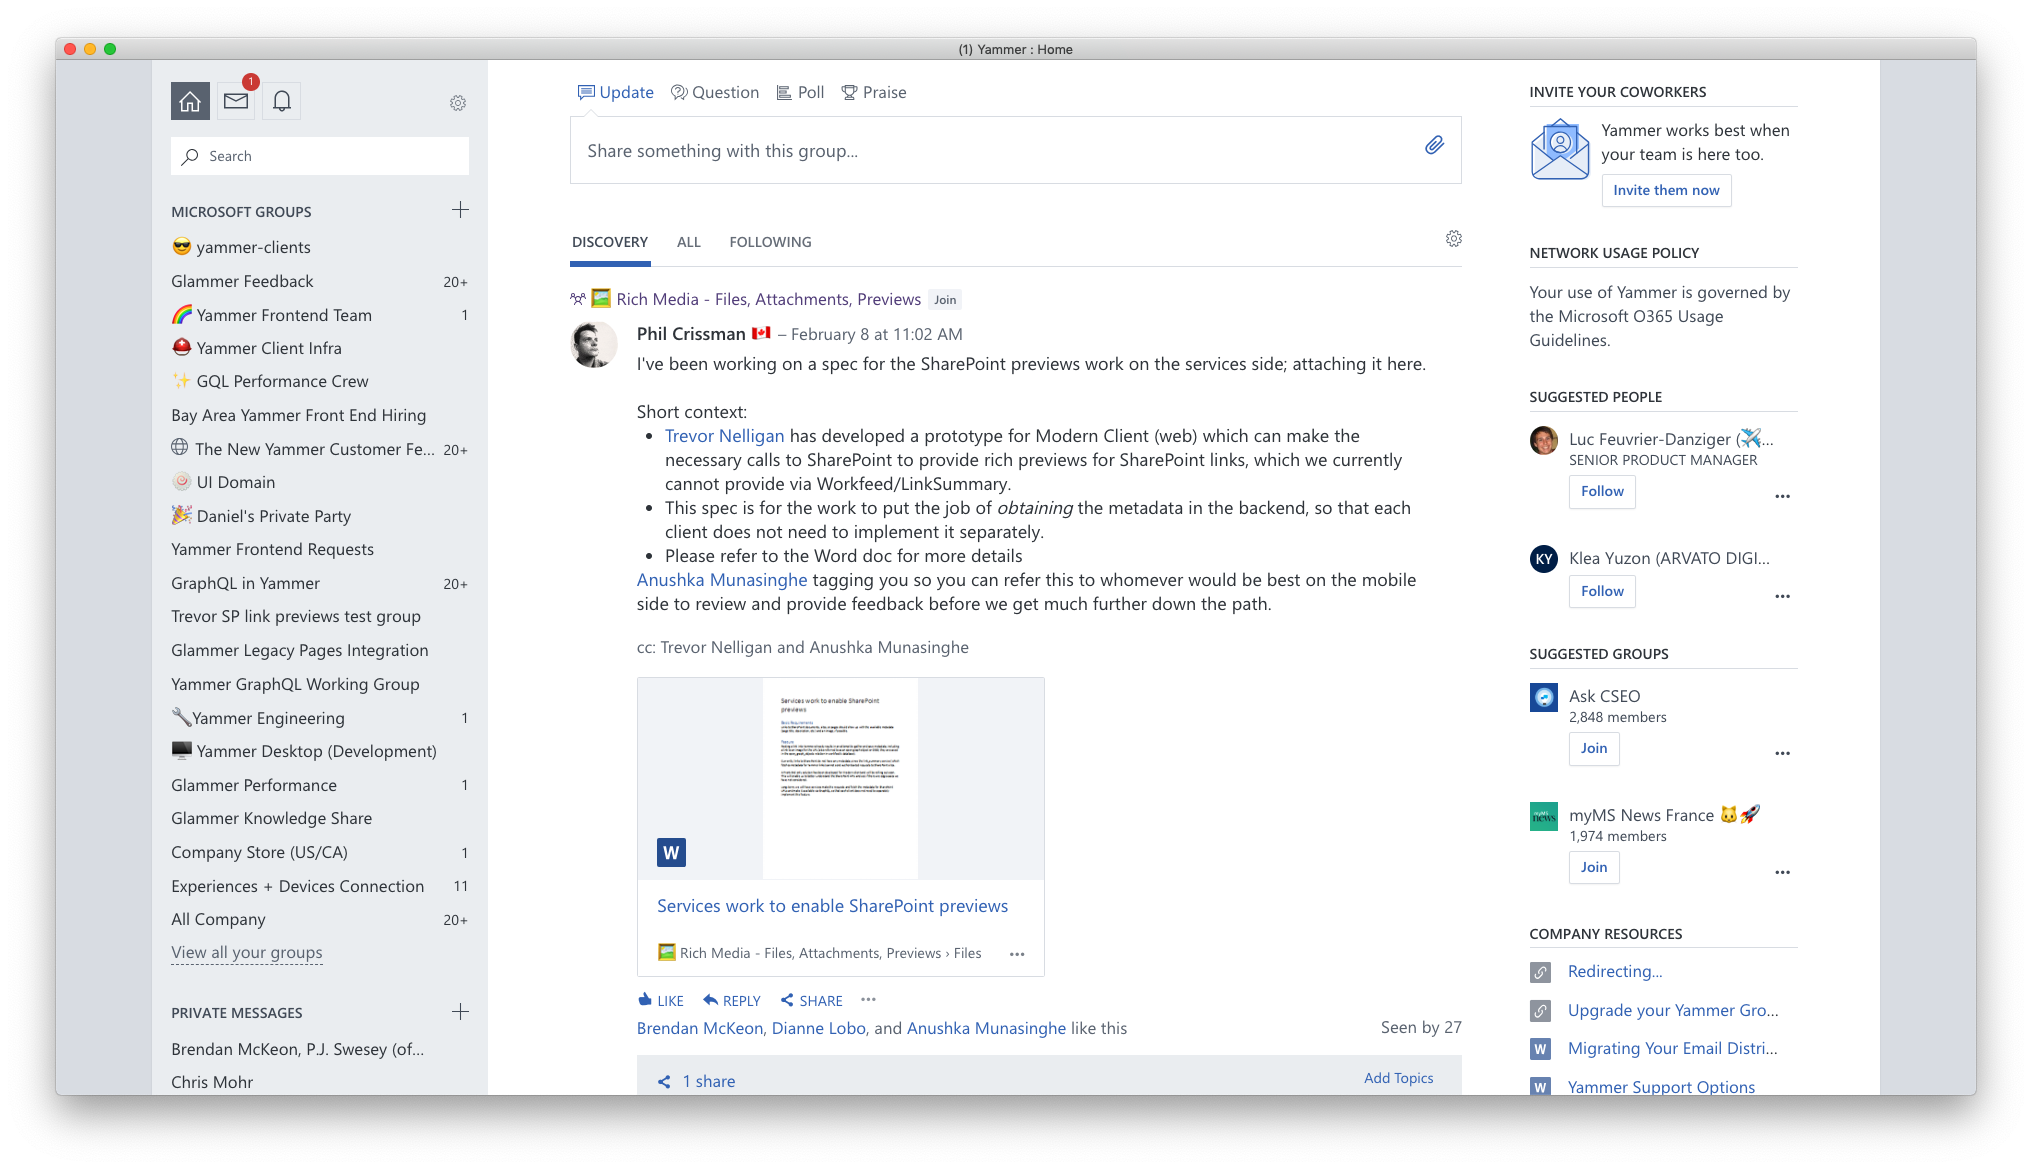 (1) Yammer : Home
1
Search
MICROSOFT GROUPS
yammer-clients
Glammer Feedback 20+
Yammer Frontend Team 1
Yammer Client Infra
GQL Performance Crew
Bay Area Yammer Front End Hiring
The New Yammer Customer Fe... 20+
UI Domain
Daniel's Private Party
Yammer Frontend Requests
GraphQL in Yammer 20+
Trevor SP link previews test group
Glammer Legacy Pages Integration
Yammer GraphQL Working Group
Yammer Engineering 1
Yammer Desktop (Development)
Glammer Performance 1
Glammer Knowledge Share
Company Store (US/CA) 1
Experiences + Devices Connection 11
All Company 20+
View all your groups
PRIVATE MESSAGES
Brendan McKeon, P.J. Swesey (of...
Chris Mohr
Update Question Poll Praise
Share something with this group...
DISCOVERY ALL FOLLOWING
Rich Media - Files, Attachments, Previews Join
Phil Crissman – February 8 at 11:02 AM
I've been working on a spec for the SharePoint previews work on the services side; attaching it here.
Short context:
• Trevor Nelligan has developed a prototype for Modern Client (web) which can make the
necessary calls to SharePoint to provide rich previews for SharePoint links, which we currently
cannot provide via Workfeed/LinkSummary.
• This spec is for the work to put the job of obtaining the metadata in the backend, so that each
client does not need to implement it separately.
• Please refer to the Word doc for more details
Anushka Munasinghe tagging you so you can refer this to whomever would be best on the mobile
side to review and provide feedback before we get much further down the path.
cc: Trevor Nelligan and Anushka Munasinghe
Services work to enable SharePoint
previews
W
Services work to enable SharePoint previews
Rich Media - Files, Attachments, Previews › Files
LIKE REPLY SHARE
Brendan McKeon, Dianne Lobo, and Anushka Munasinghe like this Seen by 27
1 share Add Topics
INVITE YOUR COWORKERS
Yammer works best when
your team is here too.
Invite them now
NETWORK USAGE POLICY
Your use of Yammer is governed by
the Microsoft O365 Usage
Guidelines.
SUGGESTED PEOPLE
Luc Feuvrier-Danziger (✈️...
SENIOR PRODUCT MANAGER
Follow
KY Klea Yuzon (ARVATO DIGI...
Follow
SUGGESTED GROUPS
Ask CSEO
2,848 members
Join
myMS
news
myMS News France
1,974 members
Join
COMPANY RESOURCES
Redirecting...
Upgrade your Yammer Gro...
W Migrating Your Email Distri...
W Yammer Support Options